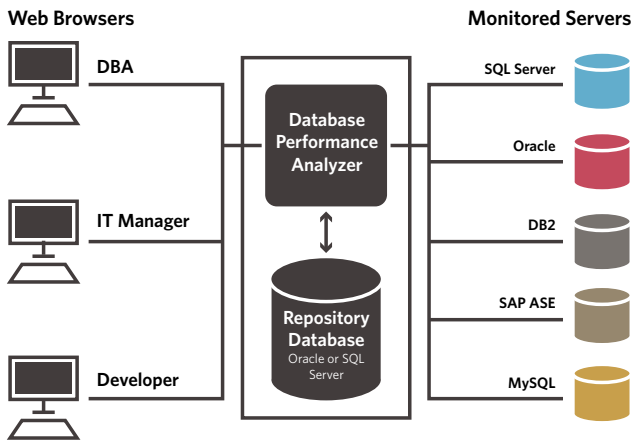 Web Browsers
Monitored Servers
DBA
IT Manager
Developer
Database
Performance
Analyzer
Repository
Database
Oracle or SQL
Server
SQL Server
Oracle
DB2
SAP ASE
MySQL